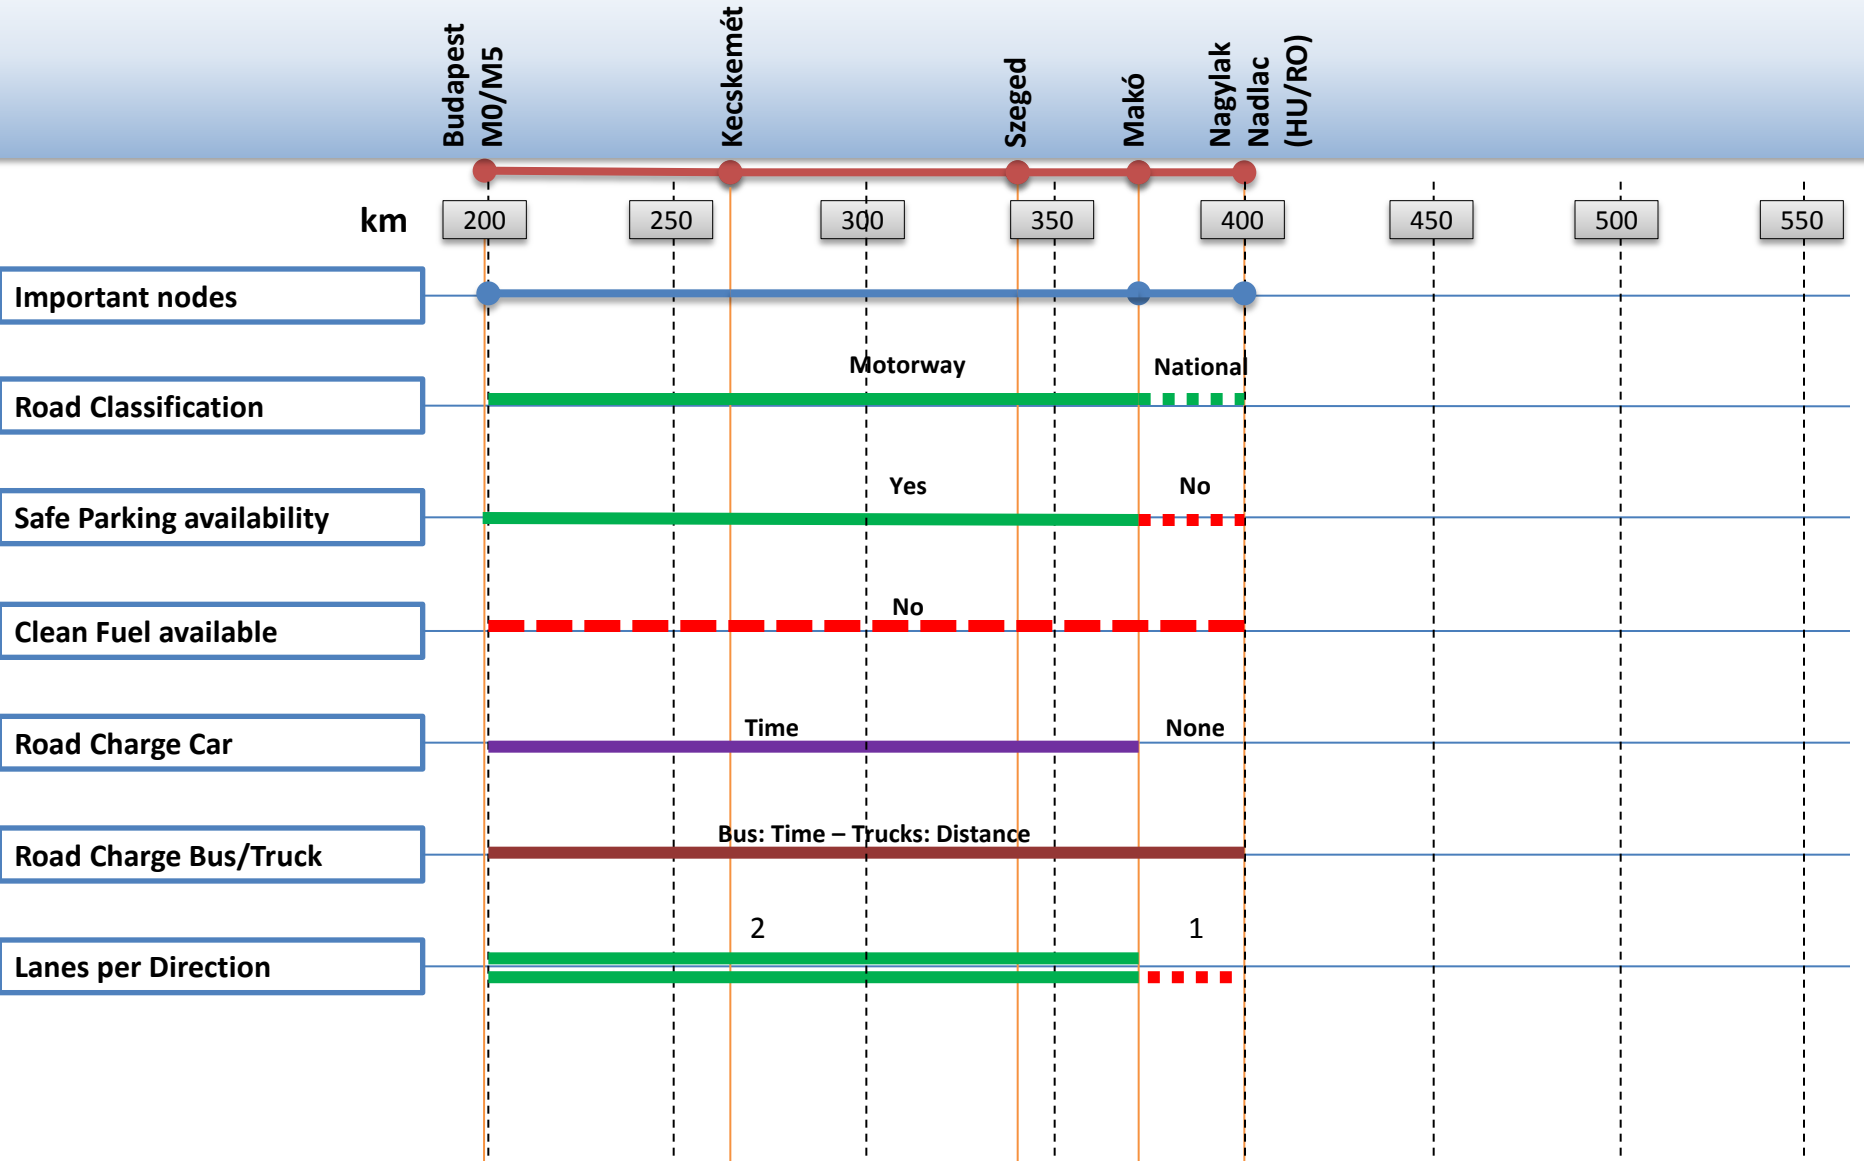 Budapest
M0/M5
Kecskemét
Szeged
Makó
Nagylak
Nadlac
(HU/RO)
km
200
250
300
350
400
450
500
550
Important nodes
Motorway
National
Road Classification
Yes
No
Safe Parking availability
No
Clean Fuel available
Time
None
Road Charge Car
Bus: Time – Trucks: Distance
Road Charge Bus/Truck
2
1
Lanes per Direction